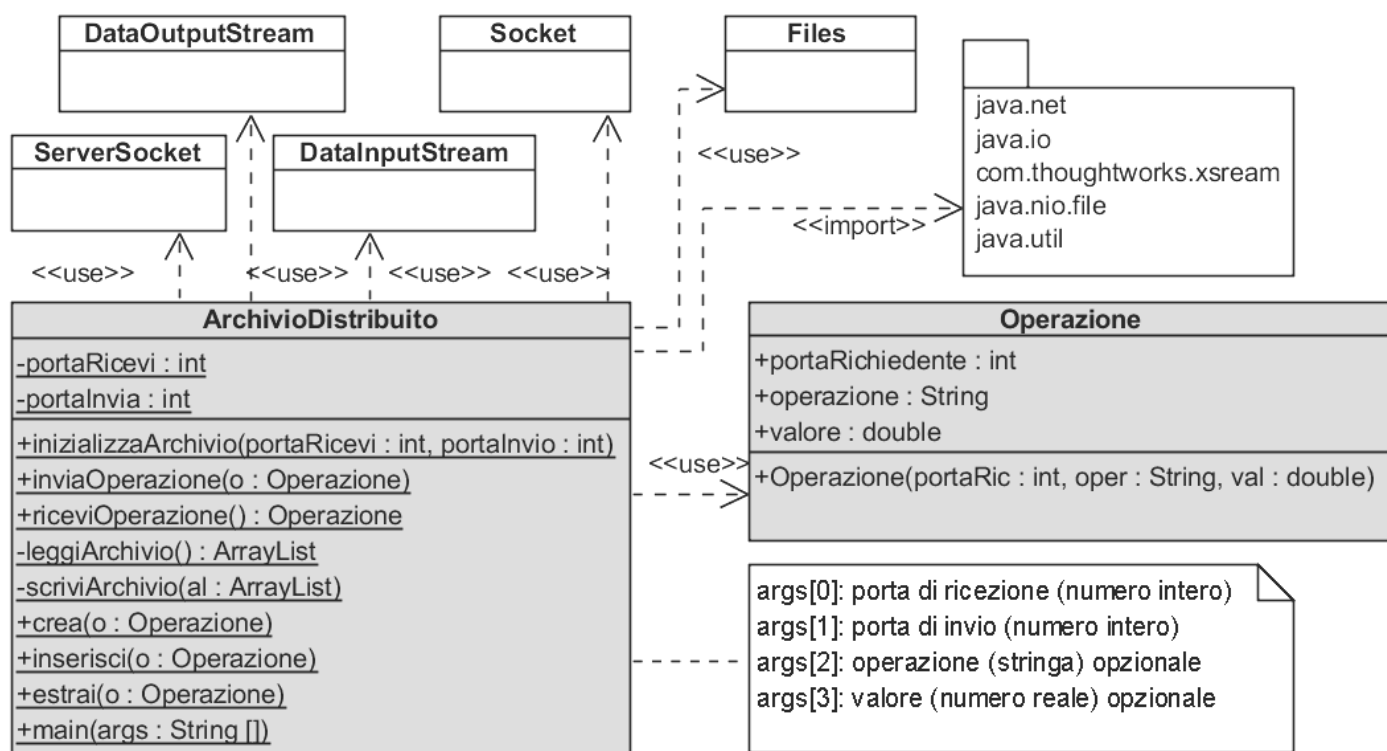 DataOutputStream
Socket
Files
ServerSocket
DataInputStream
java.net
java.io
com.thoughtworks.xsream
java.nio.file
java.util
<<use>>
<<import>>
<<use>>
<<use>>
<<use>>
<<use>>
ArchivioDistribuito
-portaRicevi : int
-portaInvia : int
+inizializzaArchivio(portaRicevi : int, portaInvio : int)
+inviaOperazione(o : Operazione)
+riceviOperazione() : Operazione
-leggiArchivio() : ArrayList
-scriviArchivio(al : ArrayList)
+crea(o : Operazione)
+inserisci(o : Operazione)
+estrai(o : Operazione)
+main(args : String [])
<<use>>
Operazione
+portaRichiedente : int
+operazione : String
+valore : double
+Operazione(portaRic : int, oper : String, val : double)
args[0]: porta di ricezione (numero intero)
args[1]: porta di invio (numero intero)
args[2]: operazione (stringa) opzionale
args[3]: valore (numero reale) opzionale